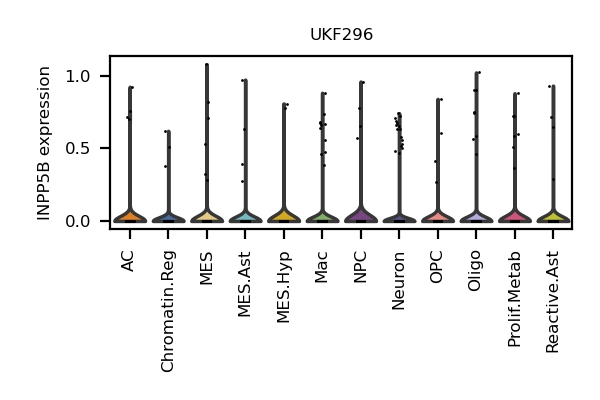 UKF296
INPP5B expression
1.0
0.5
0.0
AC
Chromatin.Reg
MES
MES.Ast
MES.Hyp
Mac
NPC
Neuron
OPC
Oligo
Prolif.Metab
Reactive.Ast